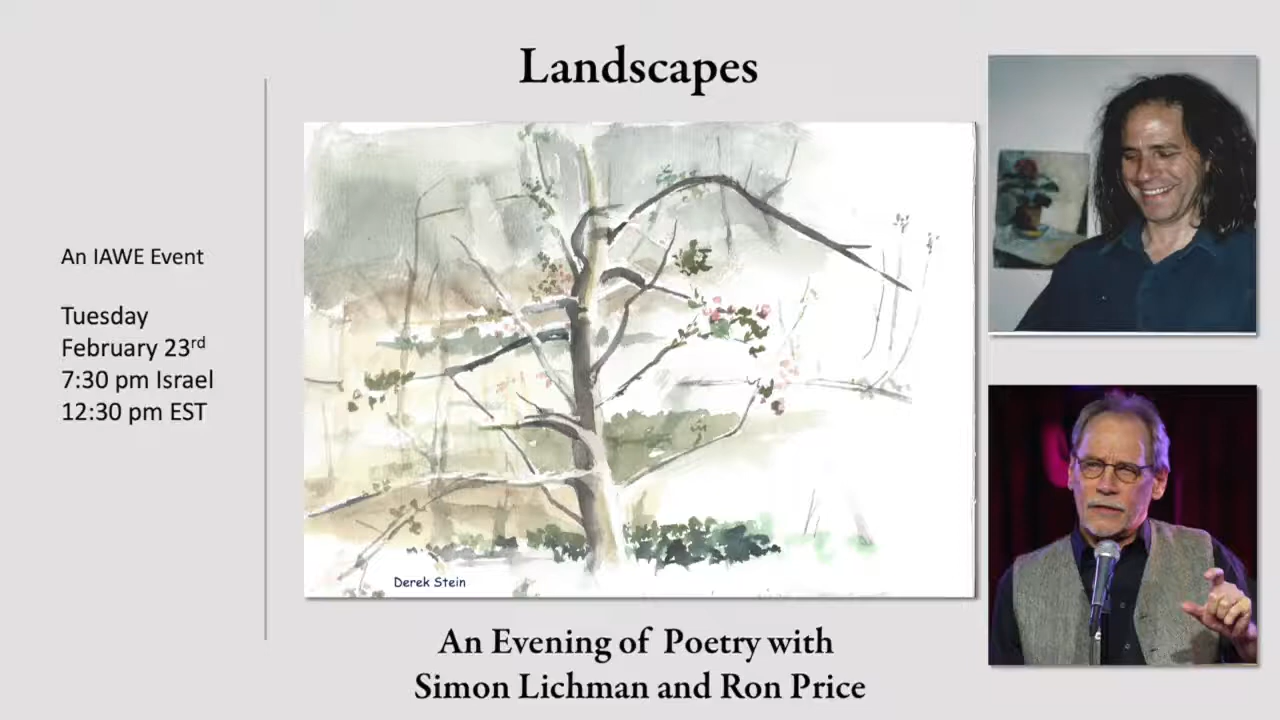 Landscapes
An IAWE Event
Tuesday
February 23rd
7:30 pm Israel
12:30 pm EST
Derek Stein
An Evening of Poetry with
Simon Lichman and Ron Price